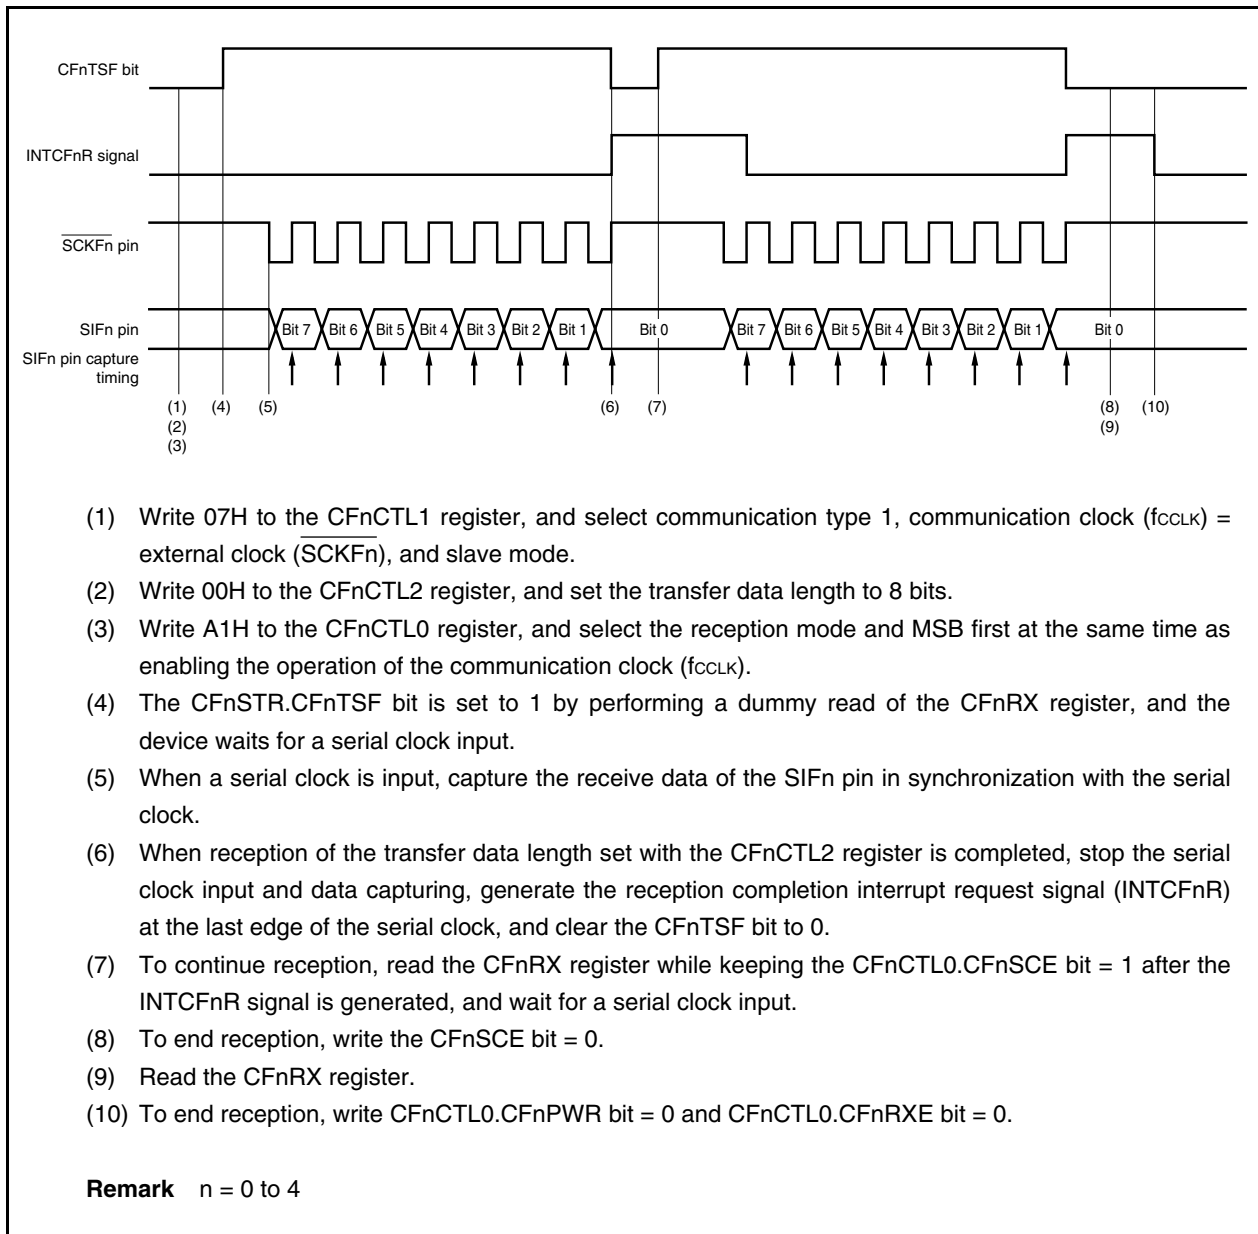 CFnTSF bit
INTCFnR signal
SCKFn pin
SIFn pin
Bit 7 Bit 6 Bit 5 Bit 4 Bit 3 Bit 2 Bit 1 Bit 0 Bit 7 Bit 6 Bit 5 Bit 4 Bit 3 Bit 2 Bit 1 Bit 0
SIFn pin capture
timing
(1) (4) (5) (6) (7) (8) (10)
(2) (9)
(3)
(1) Write 07H to the CFnCTL1 register, and select communication type 1, communication clock (fCCLK) =
external clock (SCKFn), and slave mode.
(2) Write 00H to the CFnCTL2 register, and set the transfer data length to 8 bits.
(3) Write A1H to the CFnCTL0 register, and select the reception mode and MSB first at the same time as
enabling the operation of the communication clock (fCCLK).
(4) The CFnSTR.CFnTSF bit is set to 1 by performing a dummy read of the CFnRX register, and the
device waits for a serial clock input.
(5) When a serial clock is input, capture the receive data of the SIFn pin in synchronization with the serial
clock.
(6) When reception of the transfer data length set with the CFnCTL2 register is completed, stop the serial
clock input and data capturing, generate the reception completion interrupt request signal (INTCFnR)
at the last edge of the serial clock, and clear the CFnTSF bit to 0.
(7) To continue reception, read the CFnRX register while keeping the CFnCTL0.CFnSCE bit = 1 after the
INTCFnR signal is generated, and wait for a serial clock input.
(8) To end reception, write the CFnSCE bit = 0.
(9) Read the CFnRX register.
(10) To end reception, write CFnCTL0.CFnPWR bit = 0 and CFnCTL0.CFnRXE bit = 0.
Remark n = 0 to 4